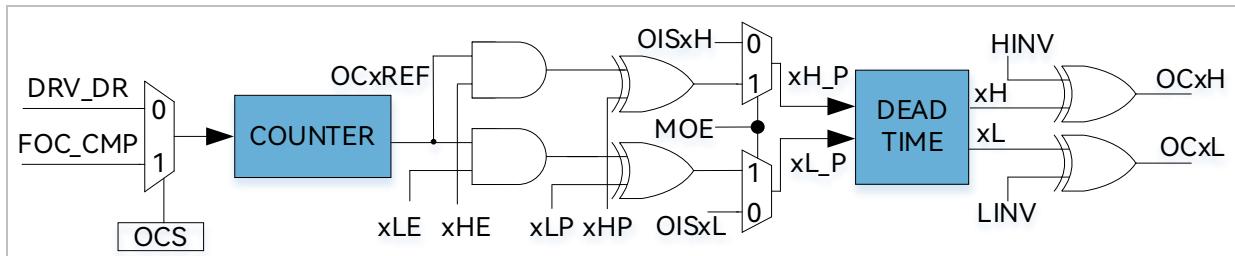 DRV_DR
FOC_CMP
0
1
OCS
COUNTER
OCxREF
xLE
xHE
xLP
xHP
OISxH
0
1
MOE
1
0
OISxL
xH_P
xL_P
DEAD
TIME
xH
xL
HINV
LINV
OCxH
OCxL